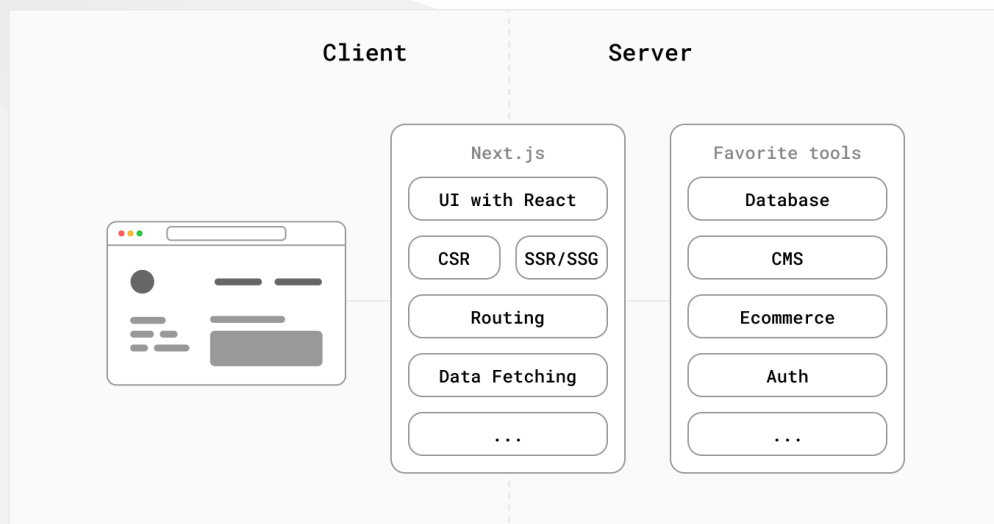 Client
Server
Next.js
UI with React
CSR
SSR/SSG
Routing
Data Fetching
...
Favorite tools
Database
CMS
Ecommerce
Auth
...